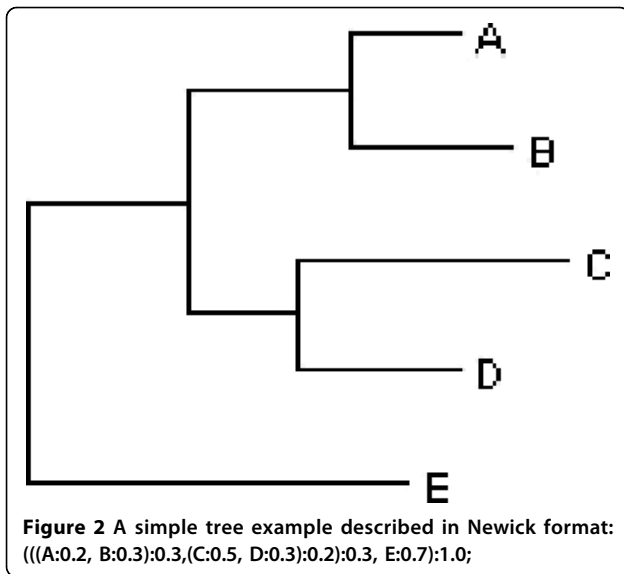 A
B
C
D
E
Figure 2 A simple tree example described in Newick format:
(((A:0.2, B:0.3):0.3,(C:0.5, D:0.3):0.2):0.3, E:0.7):1.0;